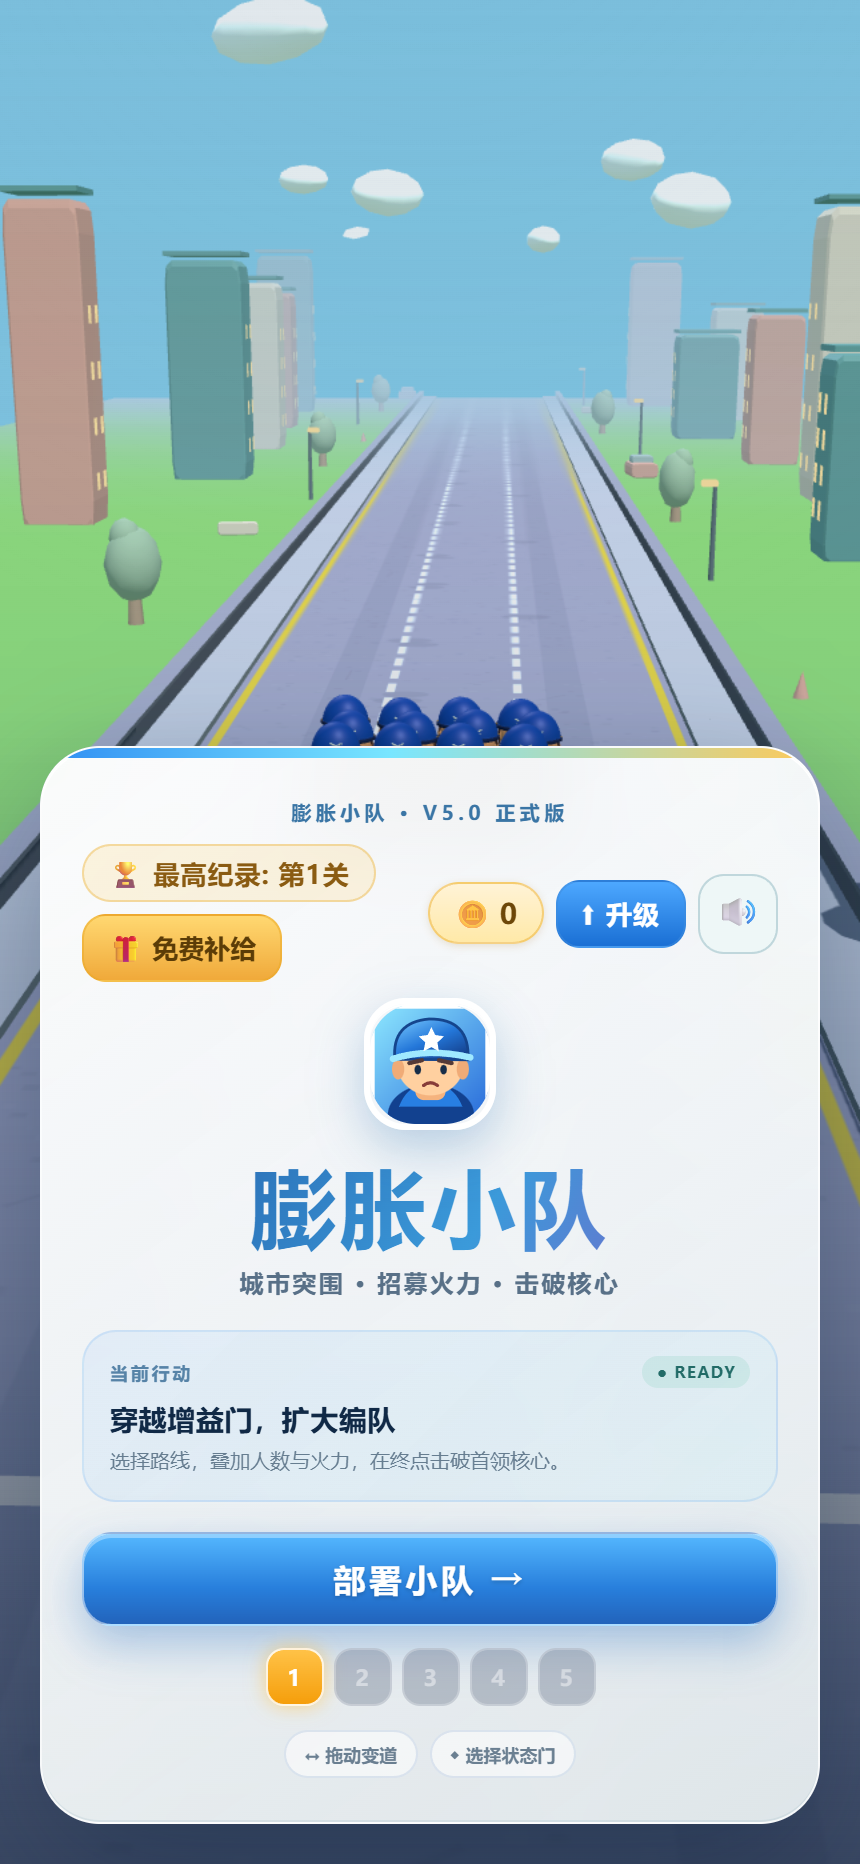 膨胀小队 • V5.0 正式版
最高纪录: 第1关
免费补给
0
⬆ 升级
膨胀小队
城市突围 • 招募火力 • 击破核心
当前行动
• READY
穿越增益门，扩大编队
选择路线，叠加人数与火力，在终点击破首领核心。
部署小队 →
1 2 3 4 5
↔ 拖动变道
◆ 选择状态门